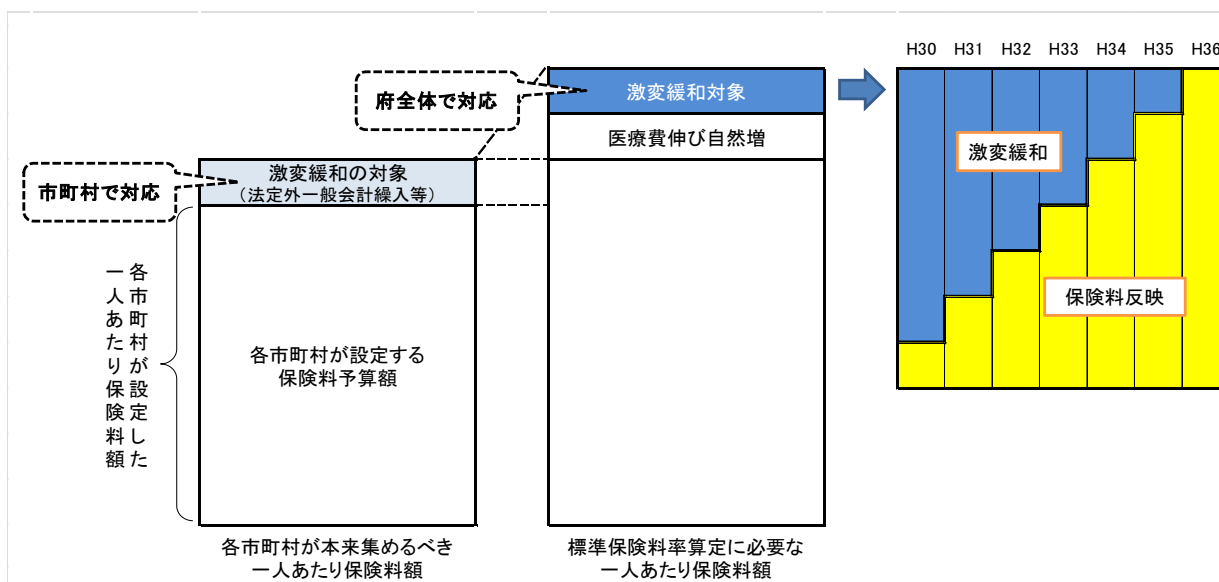 H30 H31 H32 H33 H34 H35 H36
府全体で対応
激変緩和対象
医療費伸び自然増
市町村で対応
激変緩和の対象
（法定外一般会計繰入等）
各市町村が設定した
一人あたり保険料額
各市町村が設定する
保険料予算額
激変緩和
保険料反映
各市町村が本来集めるべき
一人あたり保険料額
標準保険料率算定に必要な
一人あたり保険料額